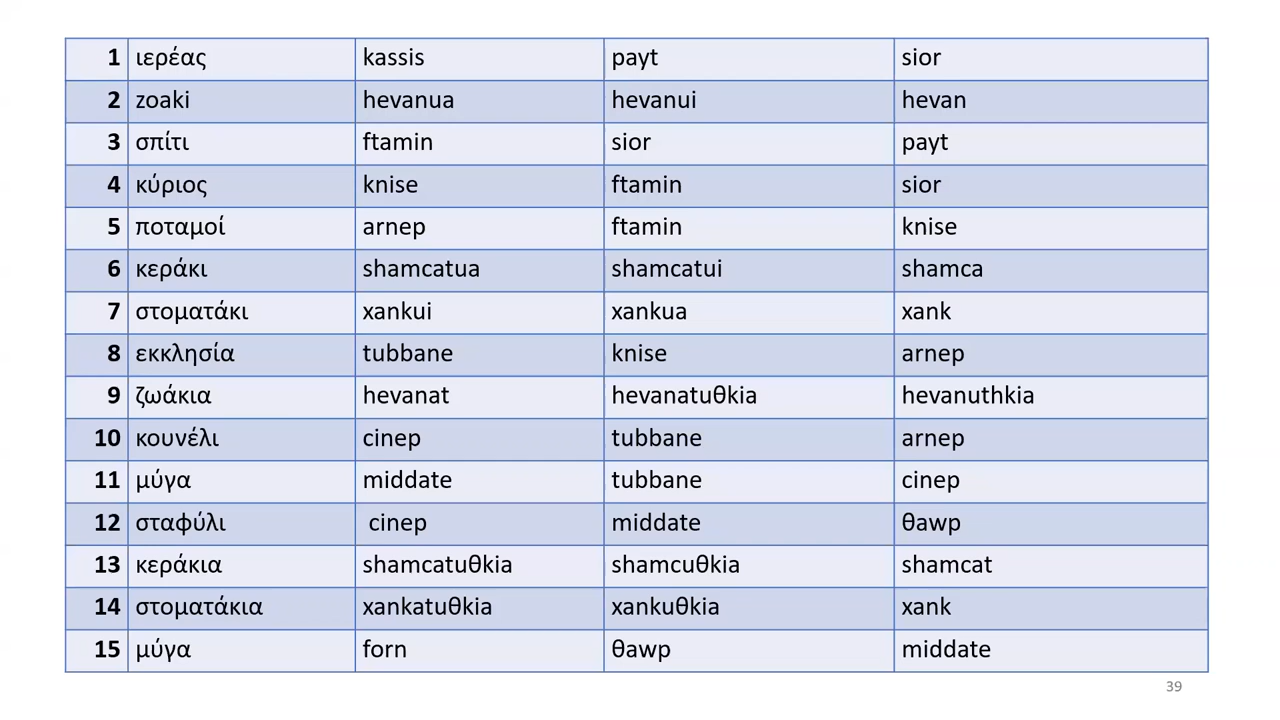 1 ιερέας kassis payt sior
2 zoaki hevanua hevanui hevan
3 σπίτι ftamin sior payt
4 κύριος knise ftamin sior
5 ποταμοί arnep ftamin knise
6 κεράκι shamcatua shamcatui shamca
7 στοματάκι xankui xankua xank
8 εκκλησία tubbane knise arnep
9 ζωάκια hevanat hevanatuθkia hevanuthkia
10 κουνέλι cinep tubbane arnep
11 μύγα middate tubbane cinep
12 σταφύλι cinep middate θawp
13 κεράκια shamcatuθkia shamcuθkia shamcat
14 στοματάκια xankatuθkia xankuθkia xank
15 μύγα forn θawp middate
39